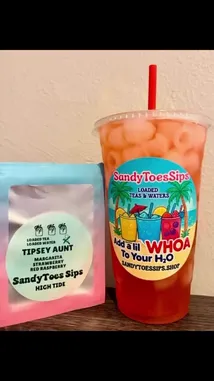 SandyToesSips
LOADED
TEAS & WATERS
Add a lil WHOA
To Your H2O
SANDYTOESSIPS.SHOP
LOADED TEA
LOADED WATER
TIPSEY AUNT
MARGARITA
STRAWBERRY
RED RASPBERRY
SandyToes Sips
HIGH TIDE